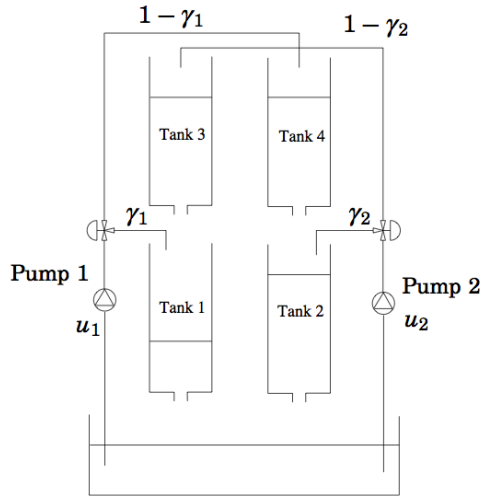 1 − γ₁
1 − γ₂
Tank 3
Tank 4
γ₁
γ₂
Pump 1
Pump 2
Tank 1
Tank 2
u₁
u₂